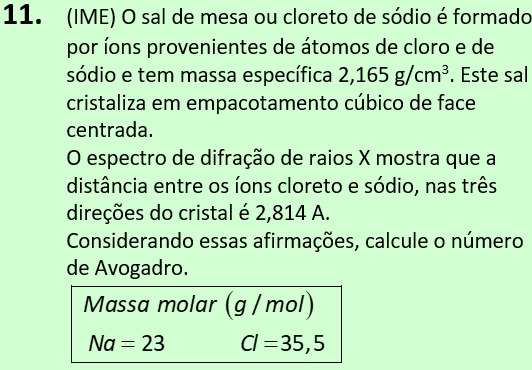 11. (IME) O sal de mesa ou cloreto de sódio é formado
por íons provenientes de átomos de cloro e de
sódio e tem massa específica 2,165 g/cm³. Este sal
cristaliza em empacotamento cúbico de face
centrada.
O espectro de difração de raios X mostra que a
distância entre os íons cloreto e sódio, nas três
direções do cristal é 2,814 A.
Considerando essas afirmações, calcule o número
de Avogadro.
Massa molar (g / mol)
Na = 23 Cl =35,5